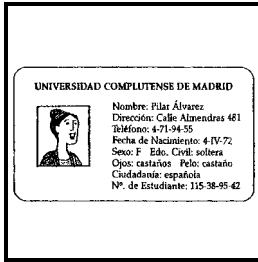 UNIVERSIDAD COMPLUTENSE DE MADRID
Nombre: Pilar Álvarez
Dirección: Calle Almendras 481
Teléfono: 4-71-94-55
Fecha de Nacimiento: 4-IV-72
Sexo: F Edo. Civil: soltera
Ojos: castaños Pelo: castaño
Ciudadanía: española
Nº. de Estudiante: 115-38-95-42